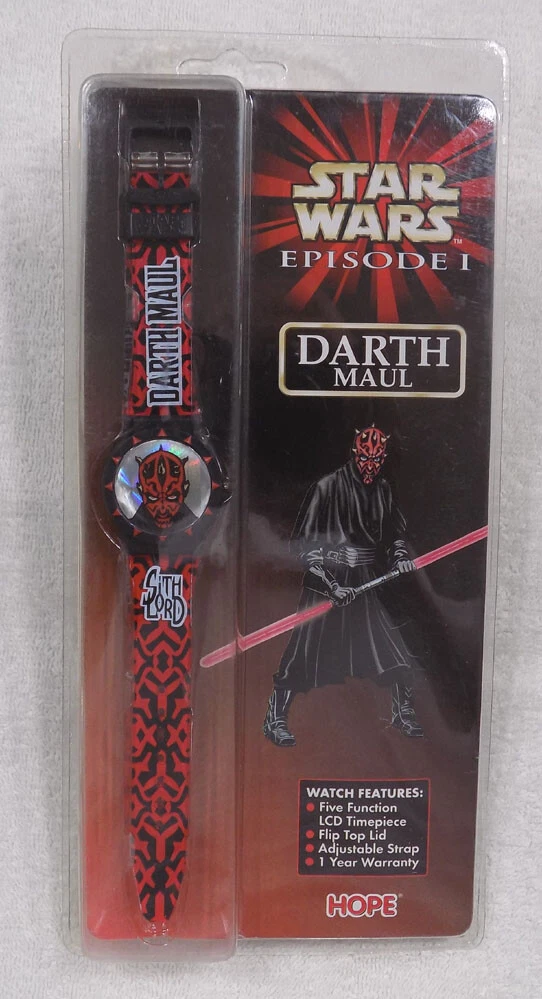 STAR
WARS™
EPISODE I
DARTH
MAUL
DARTH MAUL
SITH
LORD
WATCH FEATURES:
• Five Function
LCD Timepiece
• Flip Top Lid
• Adjustable Strap
• 1 Year Warranty
HOPE®